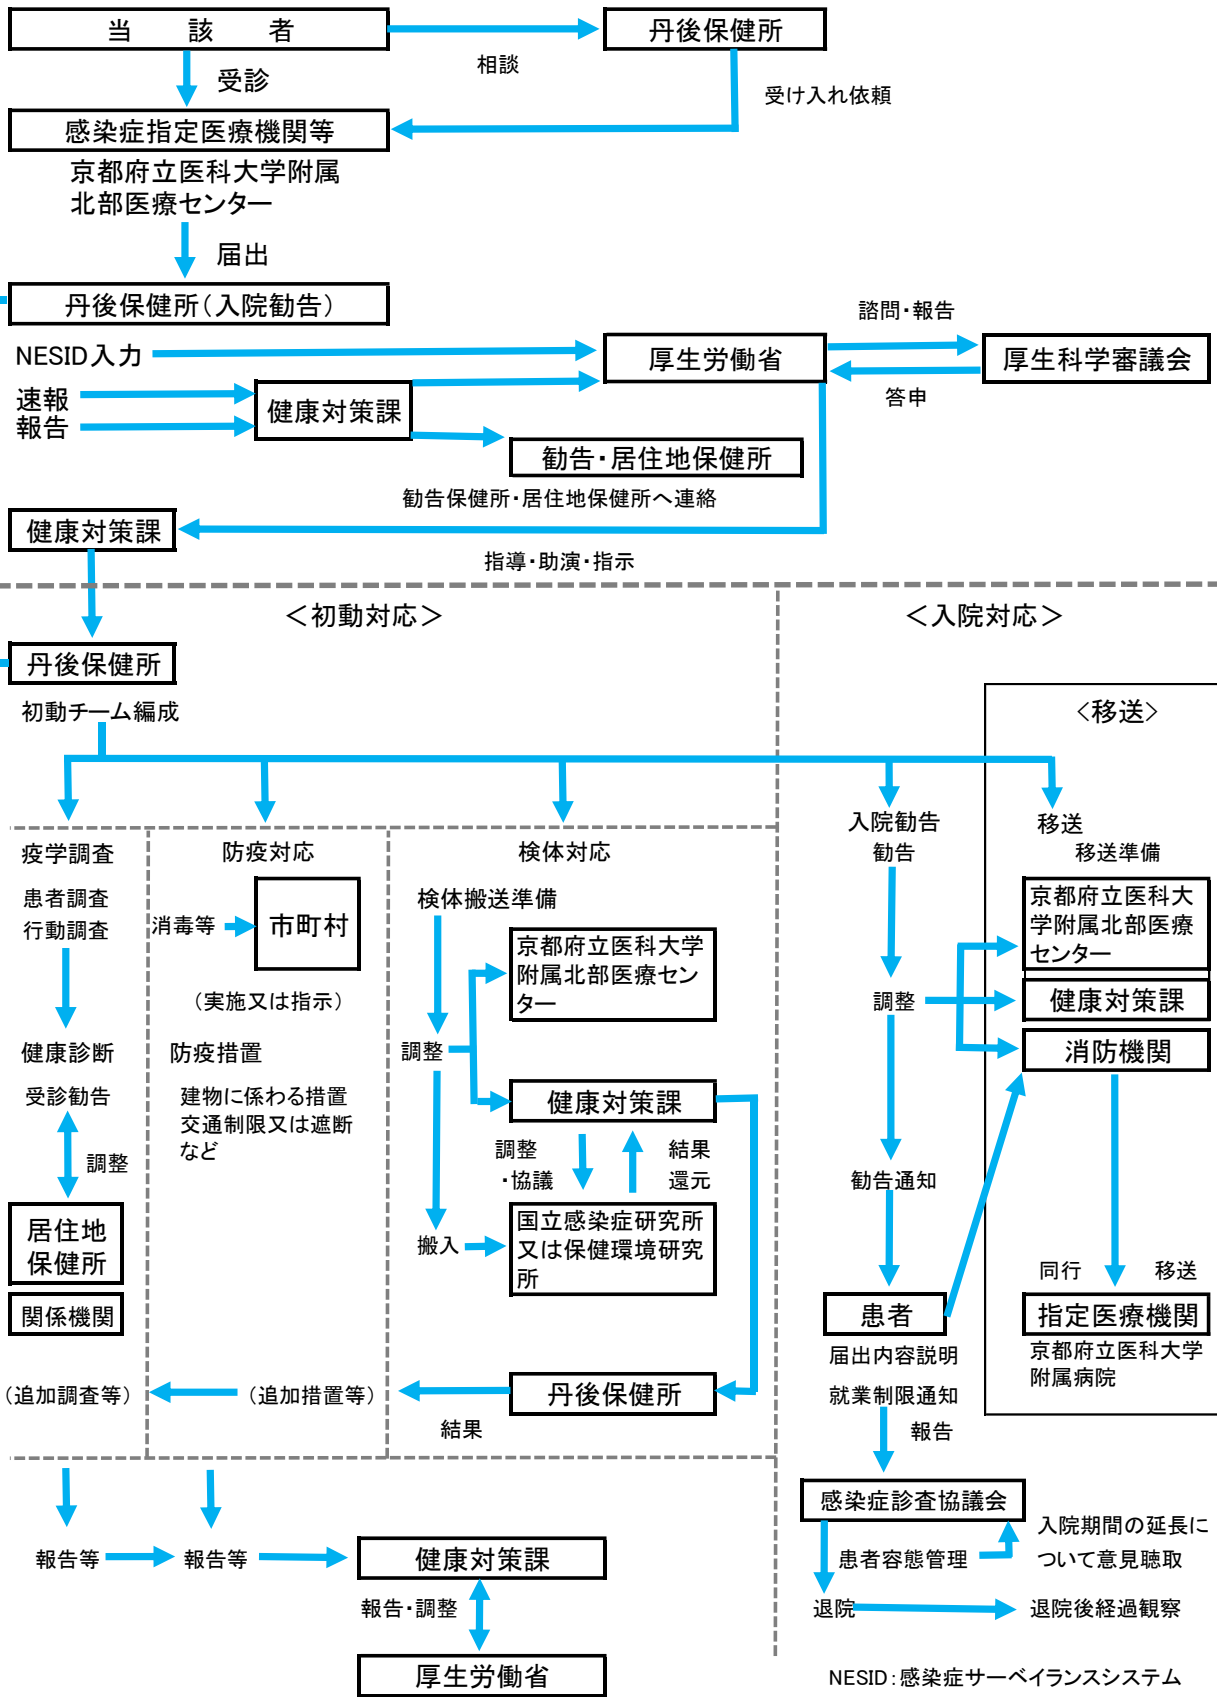 当　該　者
丹後保健所
相談
受診
受け入れ依頼
感染症指定医療機関等
京都府立医科大学附属
北部医療センター
届出
丹後保健所(入院勧告)
諮問・報告
NESID入力
厚生労働省
厚生科学審議会
答申
速報
報告
健康対策課
勧告・居住地保健所
勧告保健所・居住地保健所へ連絡
健康対策課
指導・助演・指示
＜初動対応＞
＜入院対応＞
丹後保健所
初動チーム編成
＜移送＞
入院勧告
勧告
移送
移送準備
疫学調査
患者調査
行動調査
健康診断
受診勧告
調整
居住地
保健所
関係機関
(追加調査等)
防疫対応
消毒等
市町村
(実施又は指示)
防疫措置
建物に係わる措置
交通制限又は遮断
など
(追加措置等)
検体対応
検体搬送準備
京都府立医科大学
附属北部医療セン
ター
調整
健康対策課
調整
・協議
結果
還元
搬入
国立感染症研究所
又は保健環境研究
所
丹後保健所
結果
京都府立医科大
学附属北部医療
センター
調整
健康対策課
消防機関
勧告通知
同行
移送
患者
指定医療機関
京都府立医科大学
附属病院
届出内容説明
就業制限通知
報告
感染症診査協議会
入院期間の延長に
ついて意見聴取
患者容態管理
退院
退院後経過観察
報告等
報告等
健康対策課
報告・調整
厚生労働省
NESID：感染症サーベイランスシステム